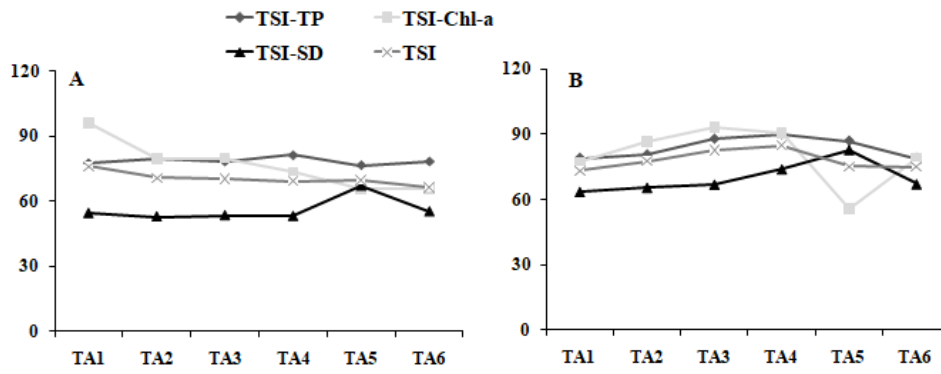 TSI-TP TSI-Chl-a
TSI-SD TSI
A
120
90
60
30
0
TA1 TA2 TA3 TA4 TA5 TA6
B
120
90
60
30
0
TA1 TA2 TA3 TA4 TA5 TA6